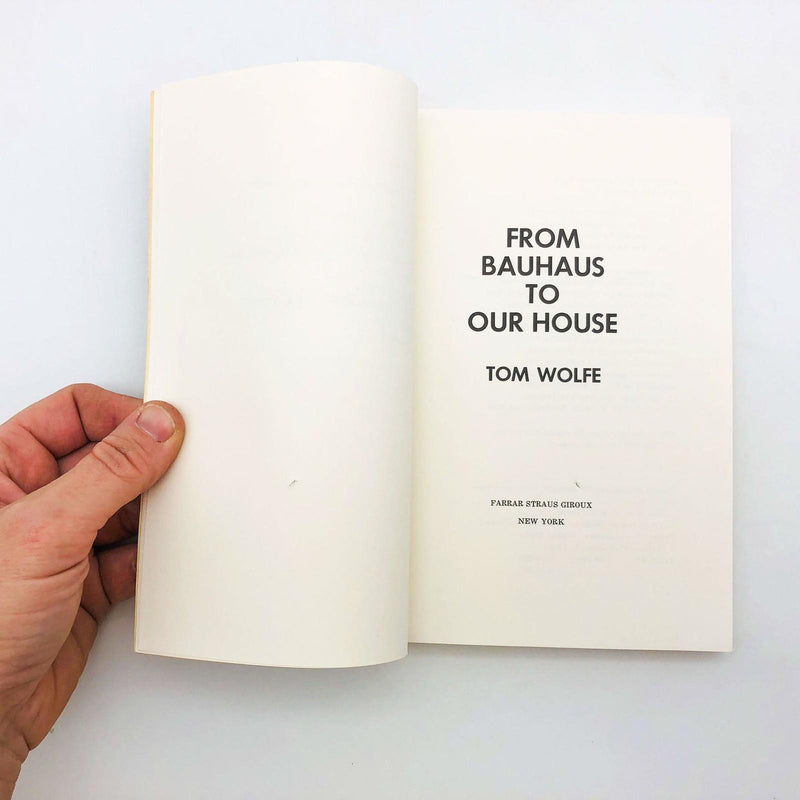 FROM
BAUHAUS
TO
OUR HOUSE
TOM WOLFE
FARRAR STRAUS GIROUX
NEW YORK